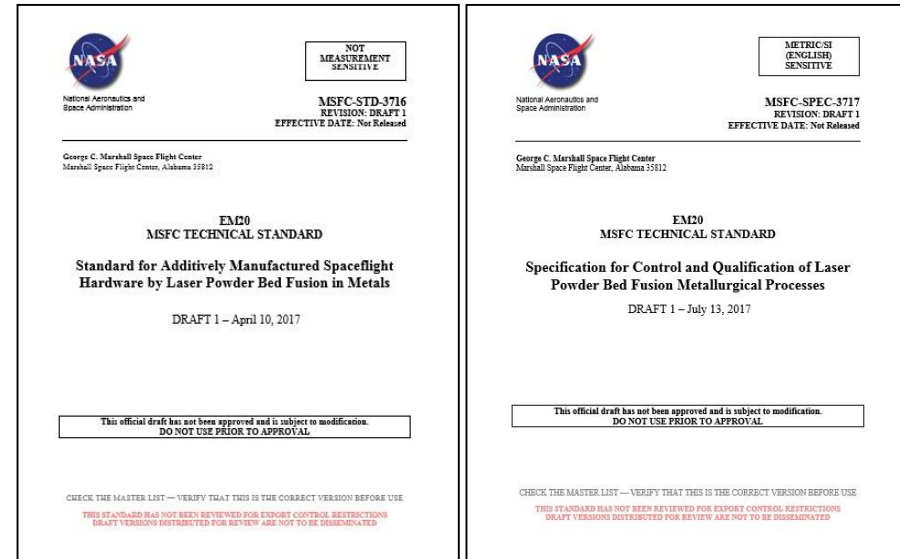 NASA
National Aeronautics and
Space Administration
NOT
MEASUREMENT
SENSITIVE
MSFC-STD-3716
REVISION: DRAFT 1
EFFECTIVE DATE: Not Released
George C. Marshall Space Flight Center
Marshall Space Flight Center, Alabama 35812
EM20
MSFC TECHNICAL STANDARD
Standard for Additively Manufactured Spaceflight
Hardware by Laser Powder Bed Fusion in Metals
DRAFT 1 – April 10, 2017
This official draft has not been approved and is subject to modification.
DO NOT USE PRIOR TO APPROVAL
CHECK THE MASTER LIST — VERIFY THAT THIS IS THE CORRECT VERSION BEFORE USE
THIS STANDARD HAS NOT BEEN REVIEWED FOR EXPORT CONTROL RESTRICTIONS
DRAFT VERSIONS DISTRIBUTED FOR REVIEW ARE NOT TO BE DISSEMINATED
NASA
National Aeronautics and
Space Administration
METRIC/SI
(ENGLISH)
SENSITIVE
MSFC-SPEC-3717
REVISION: DRAFT 1
EFFECTIVE DATE: Not Released
George C. Marshall Space Flight Center
Marshall Space Flight Center, Alabama 35812
EM20
MSFC TECHNICAL STANDARD
Specification for Control and Qualification of Laser
Powder Bed Fusion Metallurgical Processes
DRAFT 1 – July 13, 2017
This official draft has not been approved and is subject to modification.
DO NOT USE PRIOR TO APPROVAL
CHECK THE MASTER LIST — VERIFY THAT THIS IS THE CORRECT VERSION BEFORE USE
THIS STANDARD HAS NOT BEEN REVIEWED FOR EXPORT CONTROL RESTRICTIONS
DRAFT VERSIONS DISTRIBUTED FOR REVIEW ARE NOT TO BE DISSEMINATED